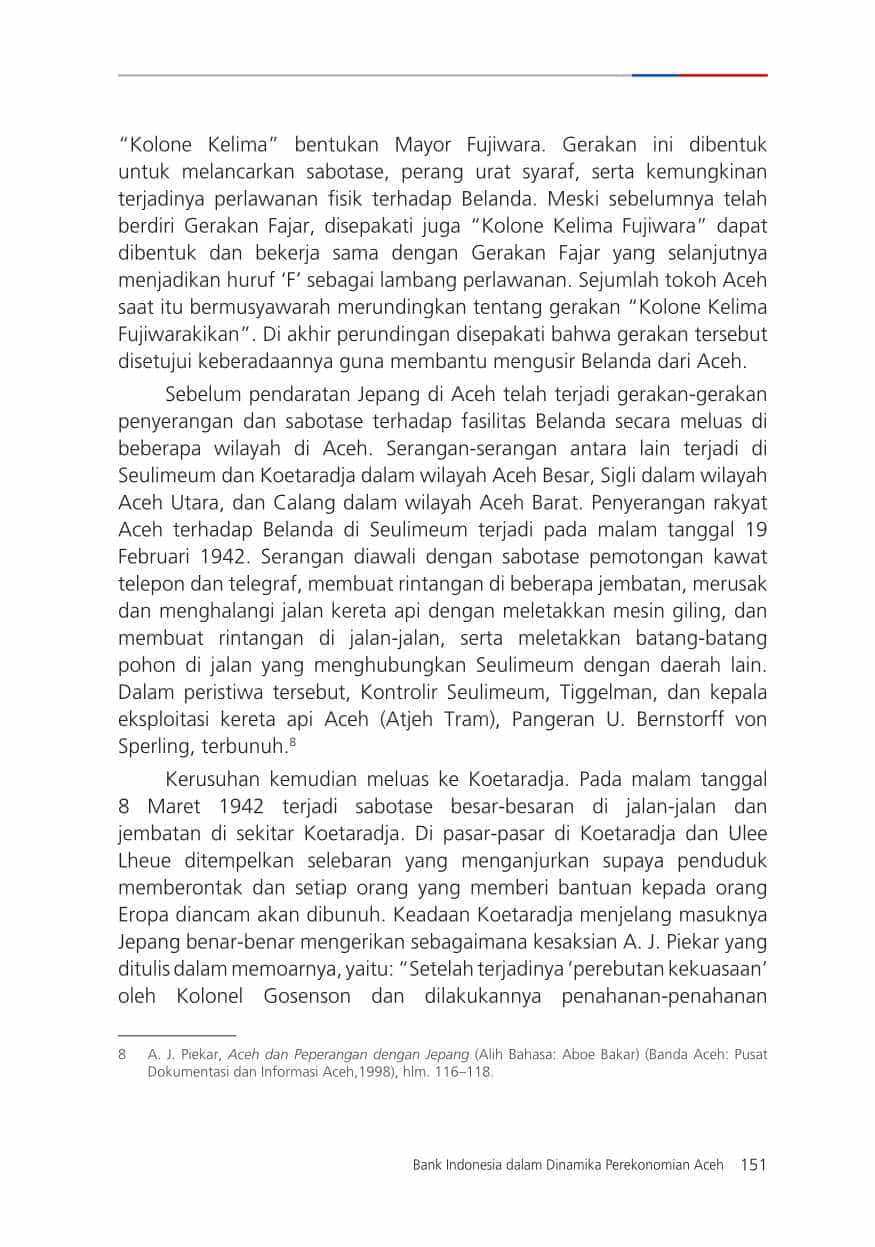 “Kolone Kelima” bentukan Mayor Fujiwara. Gerakan ini dibentuk
untuk melancarkan sabotase, perang urat syaraf, serta kemungkinan
terjadinya perlawanan fisik terhadap Belanda. Meski sebelumnya telah
berdiri Gerakan Fajar, disepakati juga “Kolone Kelima Fujiwara” dapat
dibentuk dan bekerja sama dengan Gerakan Fajar yang selanjutnya
menjadikan huruf ‘F’ sebagai lambang perlawanan. Sejumlah tokoh Aceh
saat itu bermusyawarah merundingkan tentang gerakan “Kolone Kelima
Fujiwarakikan”. Di akhir perundingan disepakati bahwa gerakan tersebut
disetujui keberadaannya guna membantu mengusir Belanda dari Aceh.
Sebelum pendaratan Jepang di Aceh telah terjadi gerakan-gerakan
penyerangan dan sabotase terhadap fasilitas Belanda secara meluas di
beberapa wilayah di Aceh. Serangan-serangan antara lain terjadi di
Seulimeum dan Koetaradja dalam wilayah Aceh Besar, Sigli dalam wilayah
Aceh Utara, dan Calang dalam wilayah Aceh Barat. Penyerangan rakyat
Aceh terhadap Belanda di Seulimeum terjadi pada malam tanggal 19
Februari 1942. Serangan diawali dengan sabotase pemotongan kawat
telepon dan telegraf, membuat rintangan di beberapa jembatan, merusak
dan menghalangi jalan kereta api dengan meletakkan mesin giling, dan
membuat rintangan di jalan-jalan, serta meletakkan batang-batang
pohon di jalan yang menghubungkan Seulimeum dengan daerah lain.
Dalam peristiwa tersebut, Kontrolir Seulimeum, Tiggelman, dan kepala
eksploitasi kereta api Aceh (Atjeh Tram), Pangeran U. Bernstorff von
Sperling, terbunuh.8
Kerusuhan kemudian meluas ke Koetaradja. Pada malam tanggal
8 Maret 1942 terjadi sabotase besar-besaran di jalan-jalan dan
jembatan di sekitar Koetaradja. Di pasar-pasar di Koetaradja dan Ulee
Lheue ditempelkan selebaran yang menganjurkan supaya penduduk
memberontak dan setiap orang yang memberi bantuan kepada orang
Eropa diancam akan dibunuh. Keadaan Koetaradja menjelang masuknya
Jepang benar-benar mengerikan sebagaimana kesaksian A. J. Piekar yang
ditulis dalam memoarnya, yaitu: “Setelah terjadinya ‘perebutan kekuasaan’
oleh Kolonel Gosenson dan dilakukannya penahanan-penahanan
8 A. J. Piekar, Aceh dan Peperangan dengan Jepang (Alih Bahasa: Aboe Bakar) (Banda Aceh: Pusat
Dokumentasi dan Informasi Aceh,1998), hlm. 116–118.
Bank Indonesia dalam Dinamika Perekonomian Aceh 151